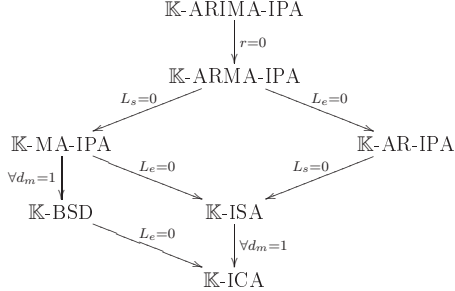 𝕂-ARIMA-IPA
r=0
𝕂-ARMA-IPA
L_s=0 L_e=0
𝕂-MA-IPA 𝕂-AR-IPA
∀d_m=1 L_e=0 L_s=0
𝕂-BSD 𝕂-ISA
L_e=0 ∀d_m=1
𝕂-ICA